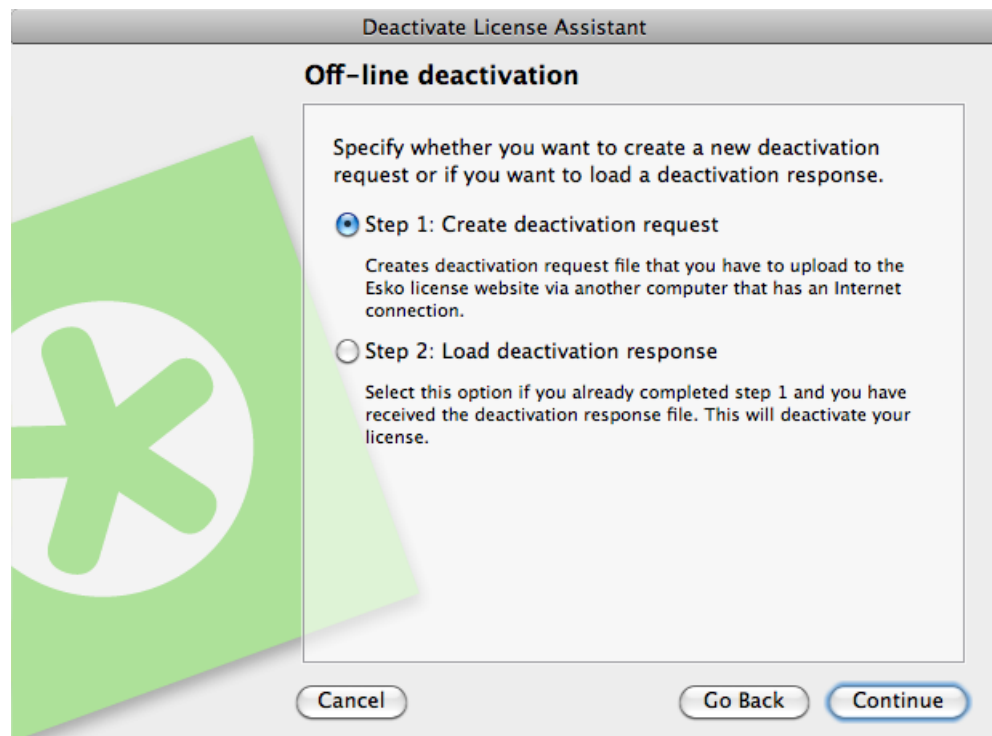 Deactivate License Assistant
Off-line deactivation
Specify whether you want to create a new deactivation
request or if you want to load a deactivation response.
Step 1: Create deactivation request
Creates deactivation request file that you have to upload to the
Esko license website via another computer that has an Internet
connection.
Step 2: Load deactivation response
Select this option if you already completed step 1 and you have
received the deactivation response file. This will deactivate your
license.
Cancel
Go Back
Continue